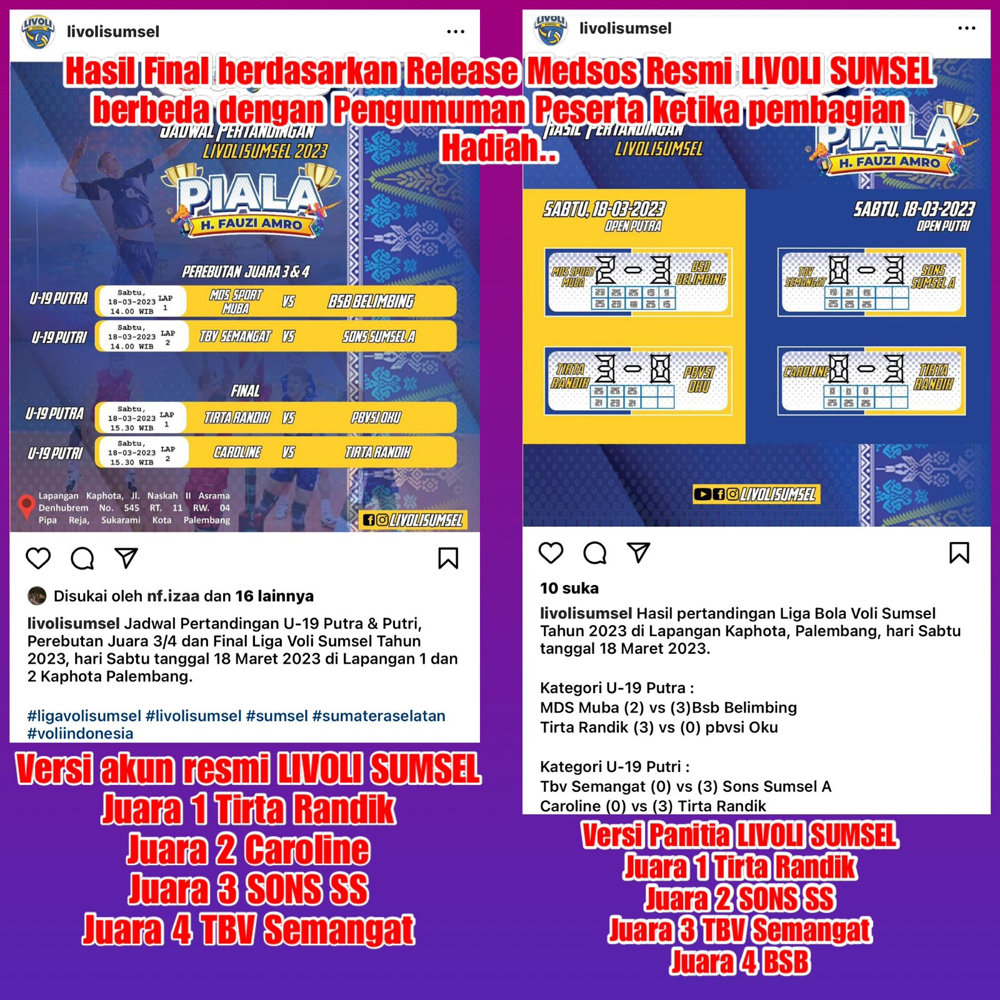 LIVOLI
SUMSEL
livolisumsel
LIVOLI
SUMSEL
livolisumsel
Hasil Final berdasarkan Release Medsos Resmi LIVOLI SUMSEL
berbeda dengan Pengumuman Peserta ketika pembagian
Hadiah..
JADWAL PERTANDINGAN
LIVOLISUMSEL 2023
PIALA
H. FAUZI AMRO
PEREBUTAN JUARA 3 & 4
U-19 PUTRA Sabtu, 18-03-2023 14.00 WIB LAP 1 MDS SPORT MUBA VS BSB BELIMBING
U-19 PUTRI Sabtu, 18-03-2023 14.00 WIB LAP 2 TBV SEMANGAT VS SONS SUMSEL A
FINAL
U-19 PUTRA Sabtu, 18-03-2023 15.30 WIB LAP 1 TIRTA RANDIK VS PBVSI OKU
U-19 PUTRI Sabtu, 18-03-2023 15.30 WIB LAP 2 CAROLINE VS TIRTA RANDIK
Lapangan Kaphota, Jl. Naskah II Asrama
Denhubrem No. 545 RT. 11 RW. 04
Pipa Reja, Sukarami Kota Palembang
LIVOLISUMSEL
Disukai oleh nf.izaa dan 16 lainnya
livolisumsel Jadwal Pertandingan U-19 Putra & Putri,
Perebutan Juara 3/4 dan Final Liga Voli Sumsel Tahun
2023, hari Sabtu tanggal 18 Maret 2023 di Lapangan 1 dan
2 Kaphota Palembang.
#ligavolisumsel #livolisumsel #sumsel #sumateraselatan
#voliindonesia
Versi akun resmi LIVOLI SUMSEL
Juara 1 Tirta Randik
Juara 2 Caroline
Juara 3 SONS SS
Juara 4 TBV Semangat
HASIL PERTANDINGAN
LIVOLISUMSEL
PIALA
H. FAUZI AMRO
SABTU, 18-03-2023
OPEN PUTRA
MDS SPORT MUBA 2 - 3 BSB BELIMBING
23 25 25
25 23 18 25 15
TIRTA RANDIK 3 - 0 PBVSI OKU
25 25 25
21 23 21
SABTU, 18-03-2023
OPEN PUTRI
TBV SEMANGAT 0 - 3 SONS SUMSEL A
21
25 25 25
CAROLINE 0 - 3 TIRTA RANDIK
0 0 0
25 25 25
LIVOLISUMSEL
10 suka
livolisumsel Hasil pertandingan Liga Bola Voli Sumsel
Tahun 2023 di Lapangan Kaphota, Palembang, hari Sabtu
tanggal 18 Maret 2023.
Kategori U-19 Putra :
MDS Muba (2) vs (3)Bsb Belimbing
Tirta Randik (3) vs (0) pbvsi Oku
Kategori U-19 Putri :
Tbv Semangat (0) vs (3) Sons Sumsel A
Caroline (0) vs (3) Tirta Randik
Versi Panitia LIVOLI SUMSEL
Juara 1 Tirta Randik
Juara 2 SONS SS
Juara 3 TBV Semangat
Juara 4 BSB